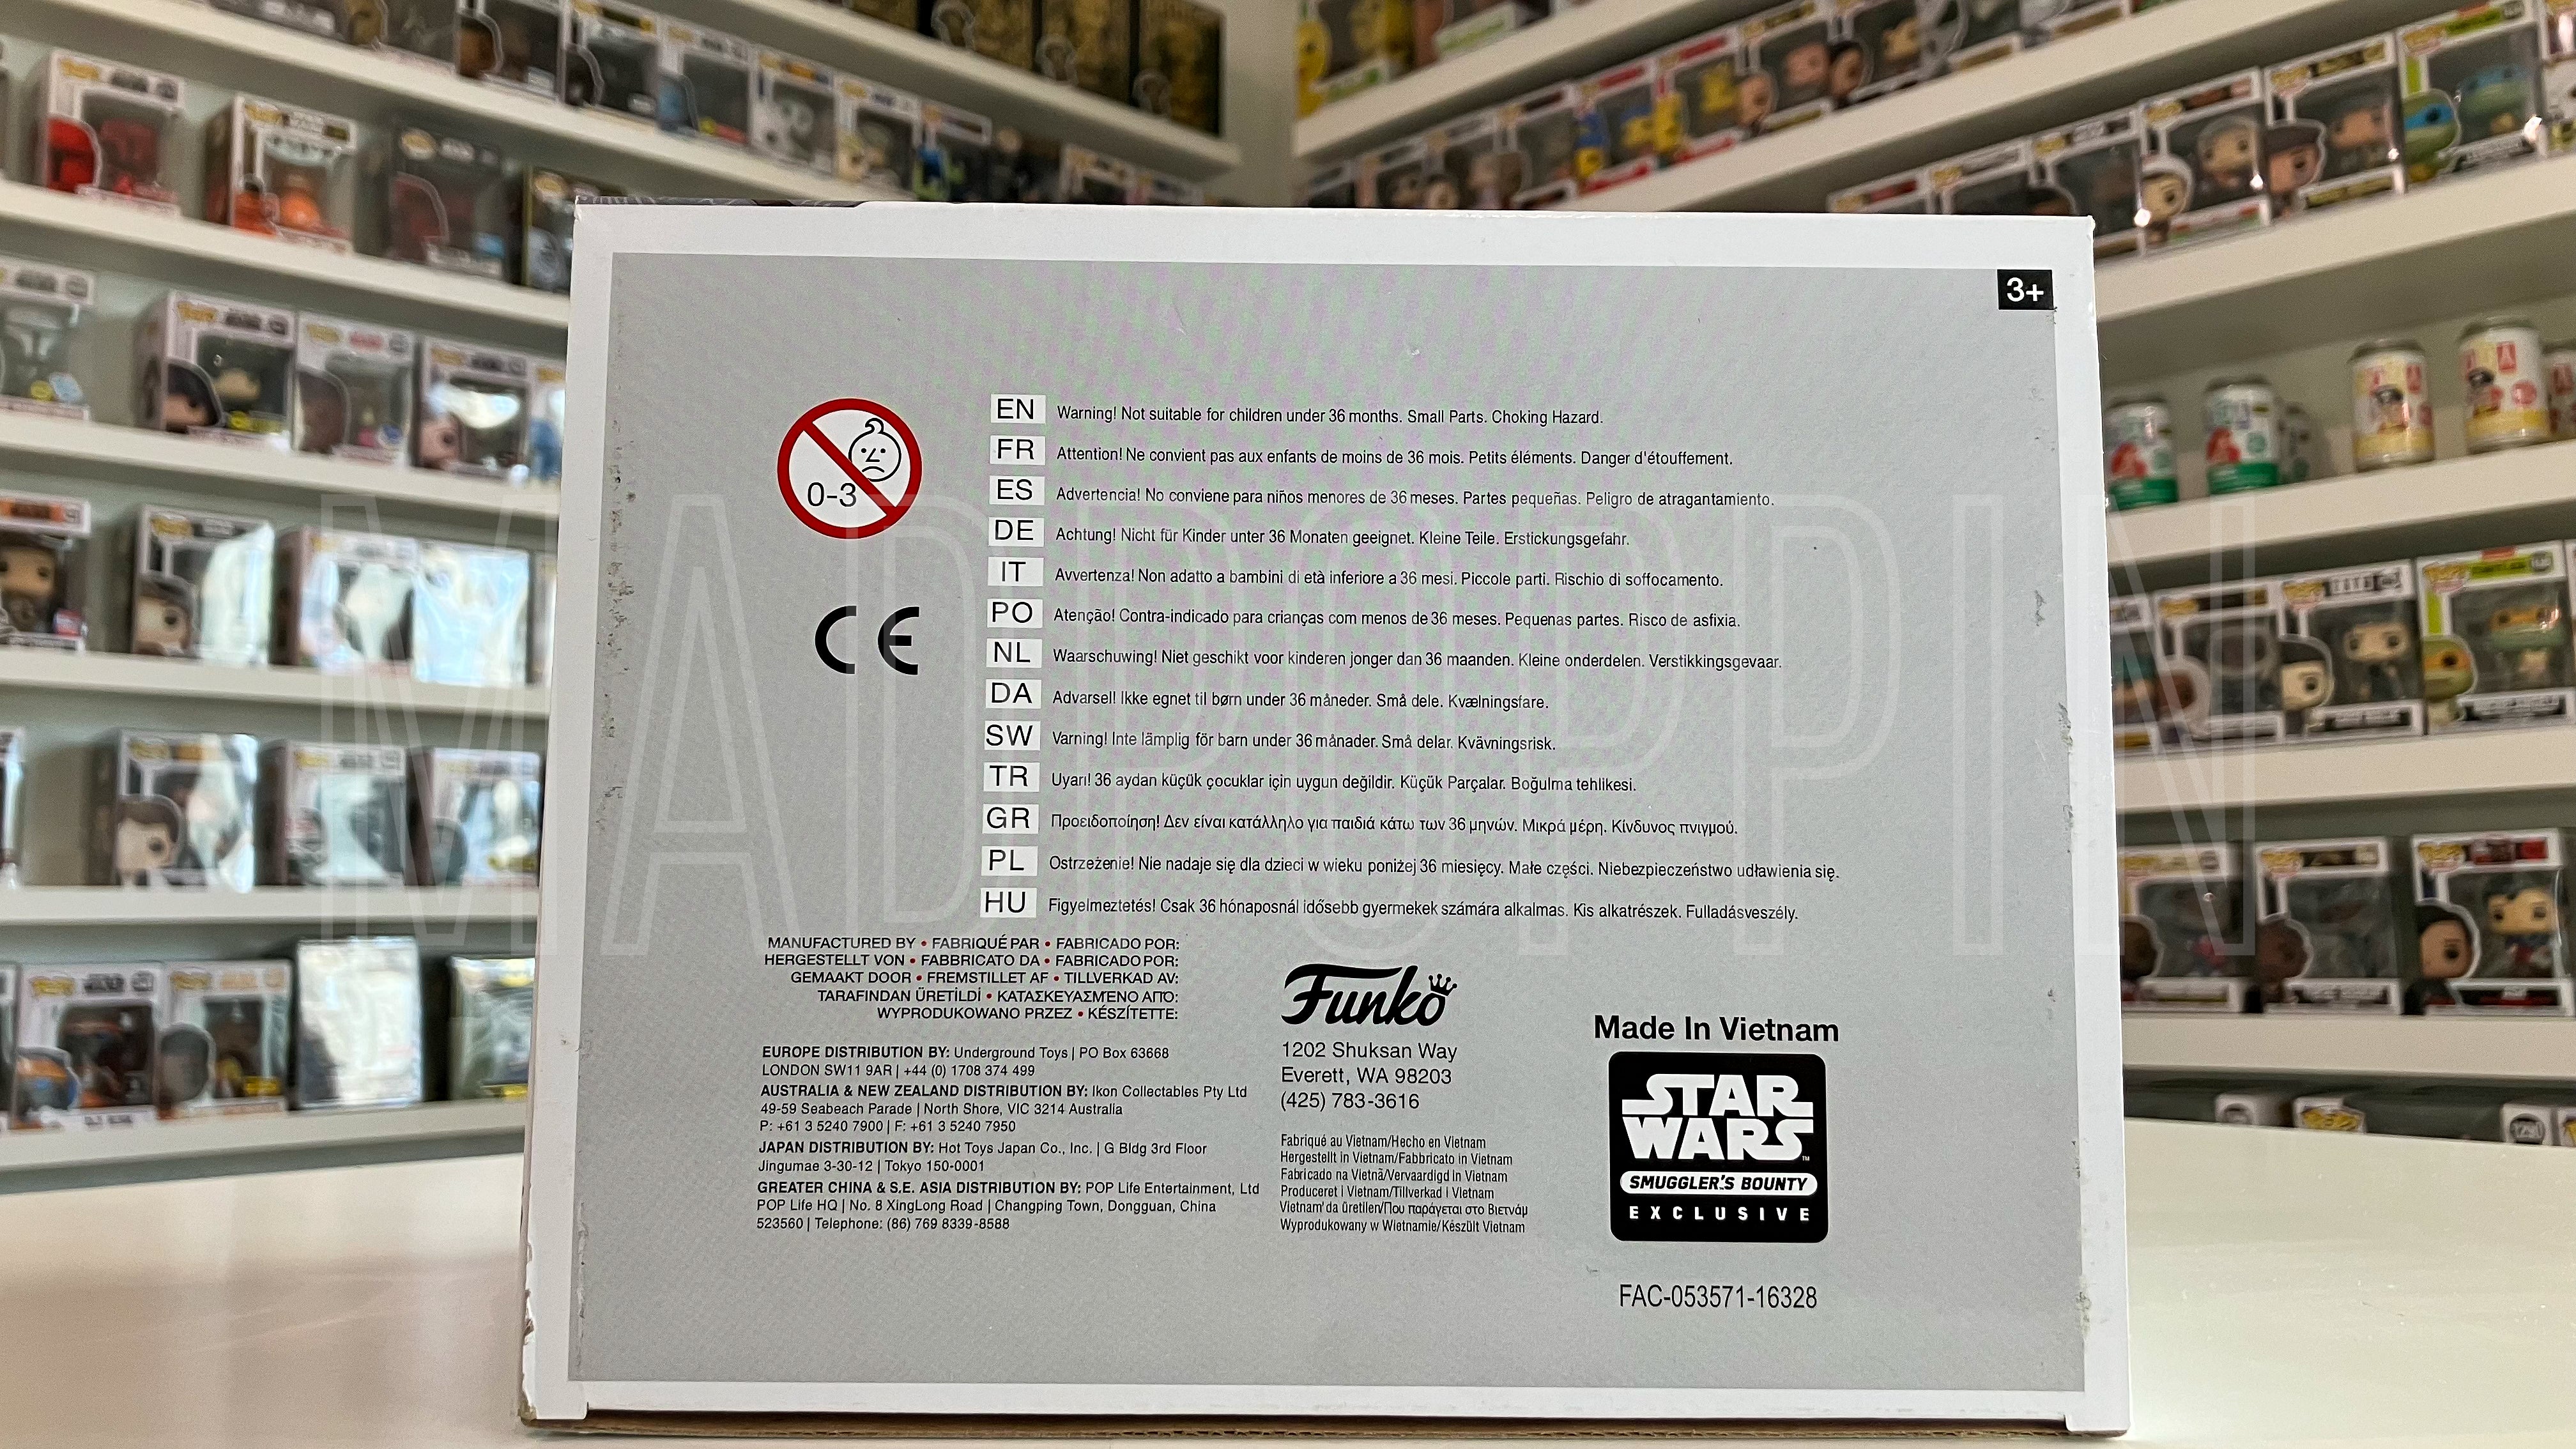 3+
0-3
EN Warning! Not suitable for children under 36 months. Small Parts. Choking Hazard.
FR Attention! Ne convient pas aux enfants de moins de 36 mois. Petits éléments. Danger d'étouffement.
ES Advertencia! No conviene para niños menores de 36 meses. Partes pequeñas. Peligro de atragantamiento.
DE Achtung! Nicht für Kinder unter 36 Monaten geeignet. Kleine Teile. Erstickungsgefahr.
IT Avvertenza! Non adatto a bambini di età inferiore a 36 mesi. Piccole parti. Rischio di soffocamento.
PO Atenção! Contra-indicado para crianças com menos de 36 meses. Pequenas partes. Risco de asfixia.
NL Waarschuwing! Niet geschikt voor kinderen jonger dan 36 maanden. Kleine onderdelen. Verstikkingsgevaar.
DA Advarsel! Ikke egnet til børn under 36 måneder. Små dele. Kvælningsfare.
SW Varning! Inte lämplig för barn under 36 månader. Små delar. Kvävningsrisk.
TR Uyarı! 36 aydan küçük çocuklar için uygun değildir. Küçük Parçalar. Boğulma tehlikesi.
GR Προειδοποίηση! Δεν είναι κατάλληλο για παιδιά κάτω των 36 μηνών. Μικρά μέρη. Κίνδυνος πνιγμού.
PL Ostrzeżenie! Nie nadaje się dla dzieci w wieku poniżej 36 miesięcy. Małe części. Niebezpieczeństwo udławienia się.
HU Figyelmeztetés! Csak 36 hónaposnál idősebb gyermekek számára alkalmas. Kis alkatrészek. Fulladásveszély.
CE
MADPOPPIN
MANUFACTURED BY • FABRIQUÉ PAR • FABRICADO POR:
HERGESTELLT VON • FABBRICATO DA • FABRICADO POR:
GEMAAKT DOOR • FREMSTILLET AF • TILLVERKAD AV:
TARAFINDAN ÜRETİLDİ • ΚΑΤΑΣΚΕΥΑΣΜΈΝΟ ΑΠΌ:
WYPRODUKOWANO PRZEZ • KÉSZÍTETTE:
EUROPE DISTRIBUTION BY: Underground Toys | PO Box 63668
LONDON SW11 9AR | +44 (0) 1708 374 499
AUSTRALIA & NEW ZEALAND DISTRIBUTION BY: Ikon Collectables Pty Ltd
49-59 Seabeach Parade | North Shore, VIC 3214 Australia
P: +61 3 5240 7900 | F: +61 3 5240 7950
JAPAN DISTRIBUTION BY: Hot Toys Japan Co., Inc. | G Bldg 3rd Floor
Jingumae 3-30-12 | Tokyo 150-0001
GREATER CHINA & S.E. ASIA DISTRIBUTION BY: POP Life Entertainment, Ltd
POP Life HQ | No. 8 XingLong Road | Changping Town, Dongguan, China
523560 | Telephone: (86) 769 8339-8588
Funko
1202 Shuksan Way
Everett, WA 98203
(425) 783-3616
Fabriqué au Vietnam/Hecho en Vietnam
Hergestellt in Vietnam/Fabbricato in Vietnam
Fabricado na Vietnã/Vervaardigd in Vietnam
Produceret i Vietnam/Tillverkad i Vietnam
Vietnam'da üretilen/Που παράγεται στο Βιετνάμ
Wyprodukowany w Wietnamie/Készült Vietnam
Made In Vietnam
STAR
WARS™
SMUGGLER'S BOUNTY
EXCLUSIVE
FAC-053571-16328